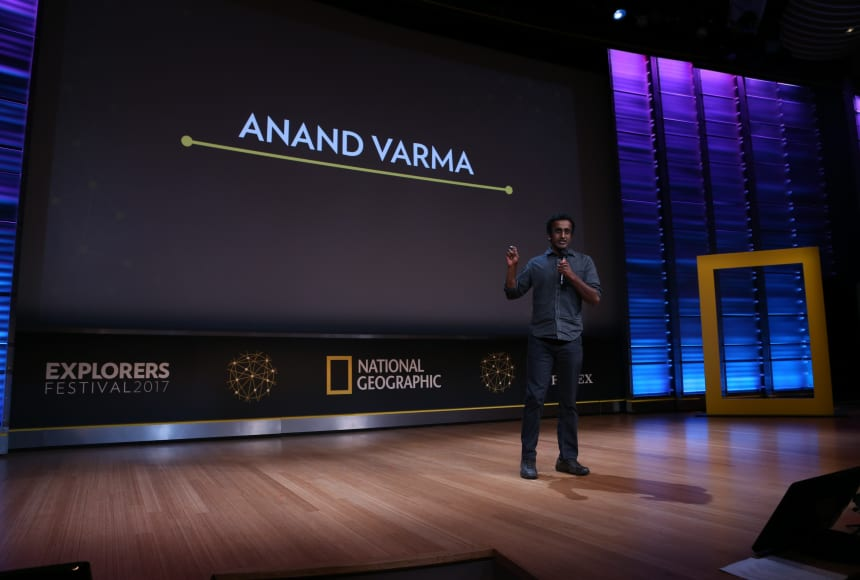 ANAND VARMA
EXPLORERS
FESTIVAL2017
NATIONAL
GEOGRAPHIC